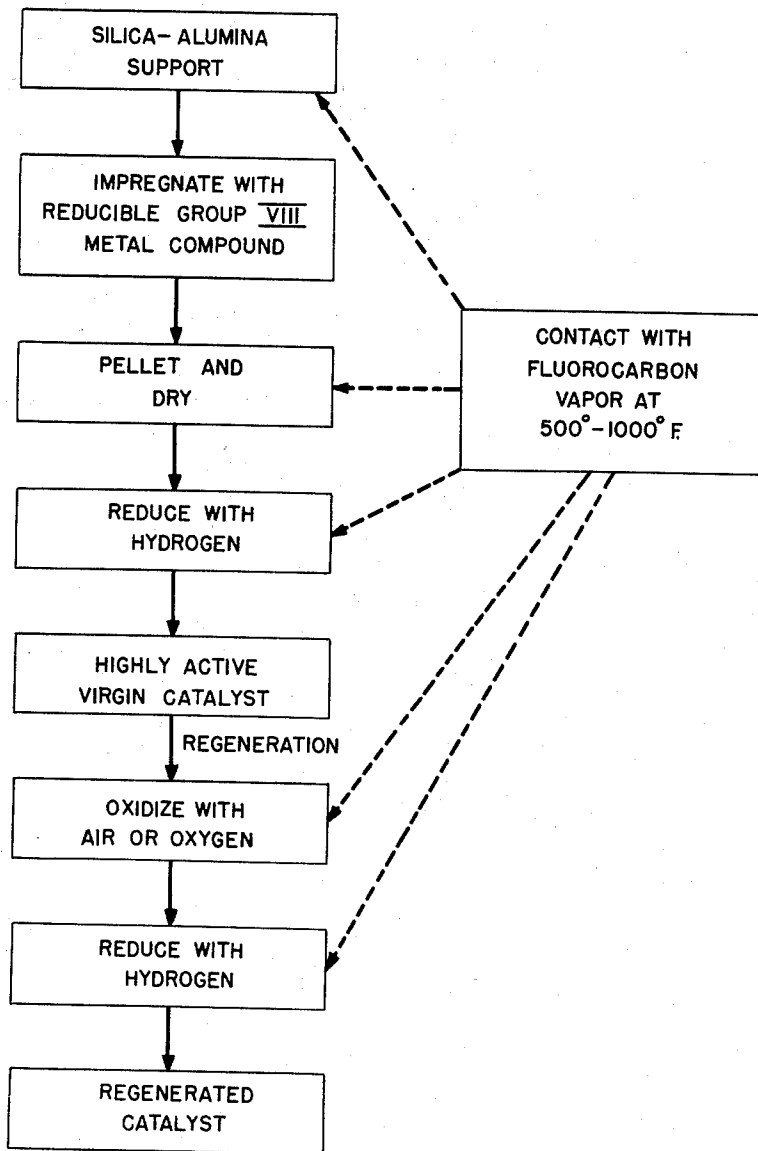 SILICA-ALUMINA
SUPPORT
IMPREGNATE WITH
REDUCIBLE GROUP VIII
METAL COMPOUND
PELLET AND
DRY
REDUCE WITH
HYDROGEN
HIGHLY ACTIVE
VIRGIN CATALYST
REGENERATION
OXIDIZE WITH
AIR OR OXYGEN
REDUCE WITH
HYDROGEN
REGENERATED
CATALYST
CONTACT WITH
FLUOROCARBON
VAPOR AT
500°-1000° F.